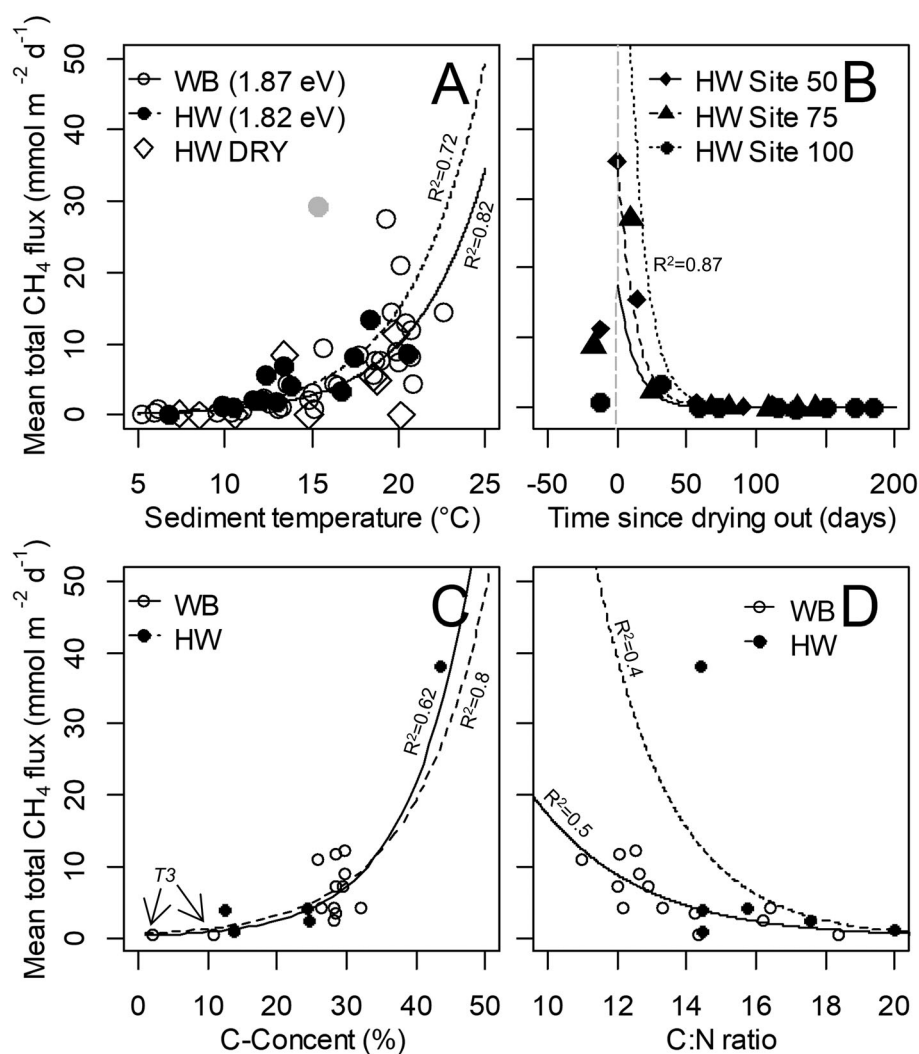 Mean total CH4 flux (mmol m-2 d-1)
50
40
30
20
10
0
A
WB (1.87 eV)
HW (1.82 eV)
HW DRY
R2=0.72
R2=0.82
5
10
15
20
25
Sediment temperature (°C)
B
HW Site 50
HW Site 75
HW Site 100
R2=0.87
-50
0
50
100
200
Time since drying out (days)
Mean total CH4 flux (mmol m-2 d-1)
50
40
30
20
10
0
C
WB
HW
R2=0.62
R2=0.8
T3
0
10
20
30
40
50
C-Concent (%)
D
WB
HW
R2=0.4
R2=0.5
10
12
14
16
18
20
C:N ratio